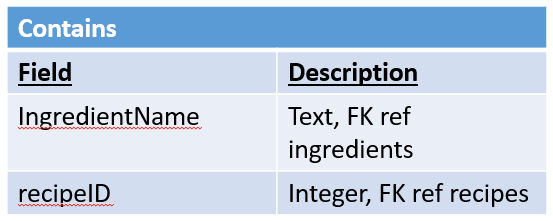 Contains
Field Description
IngredientName Text, FK ref
ingredients
recipeID Integer, FK ref recipes